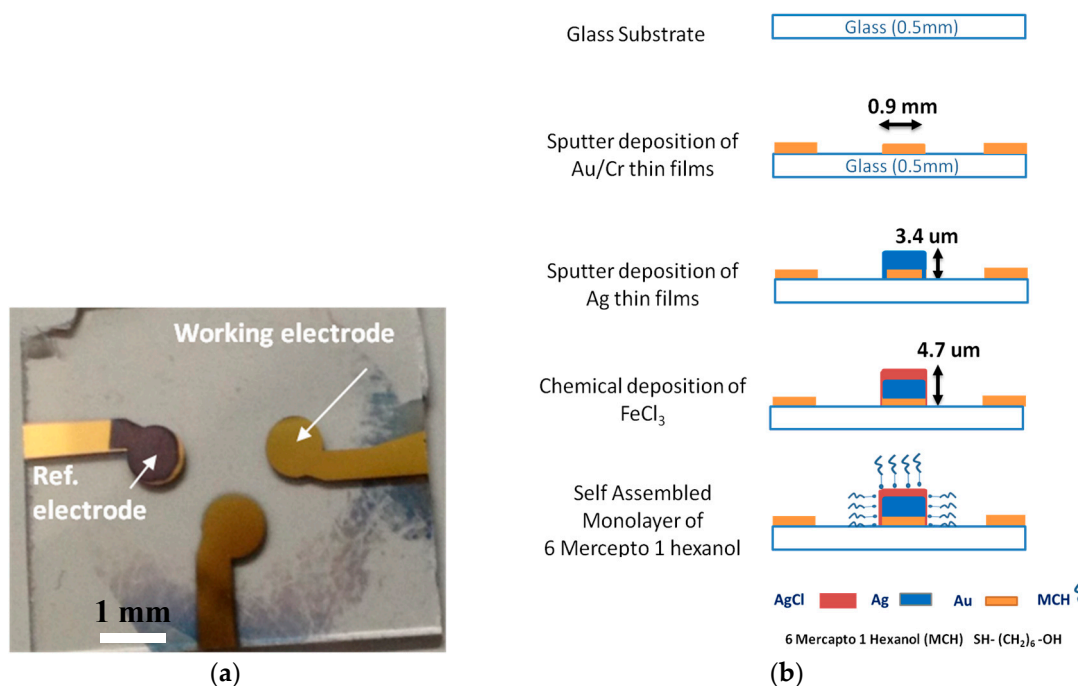 Working electrode
Ref.
electrode
1 mm
(a)
Glass Substrate
Glass (0.5mm)
0.9 mm
Sputter deposition of
Au/Cr thin films
Glass (0.5mm)
3.4 um
Sputter deposition of
Ag thin films
4.7 um
Chemical deposition of
FeCl₃
Self Assembled
Monolayer of
6 Mercepto 1 hexanol
AgCl Ag Au MCH
6 Mercapto 1 Hexanol (MCH) SH- (CH₂)₆ -OH
(b)